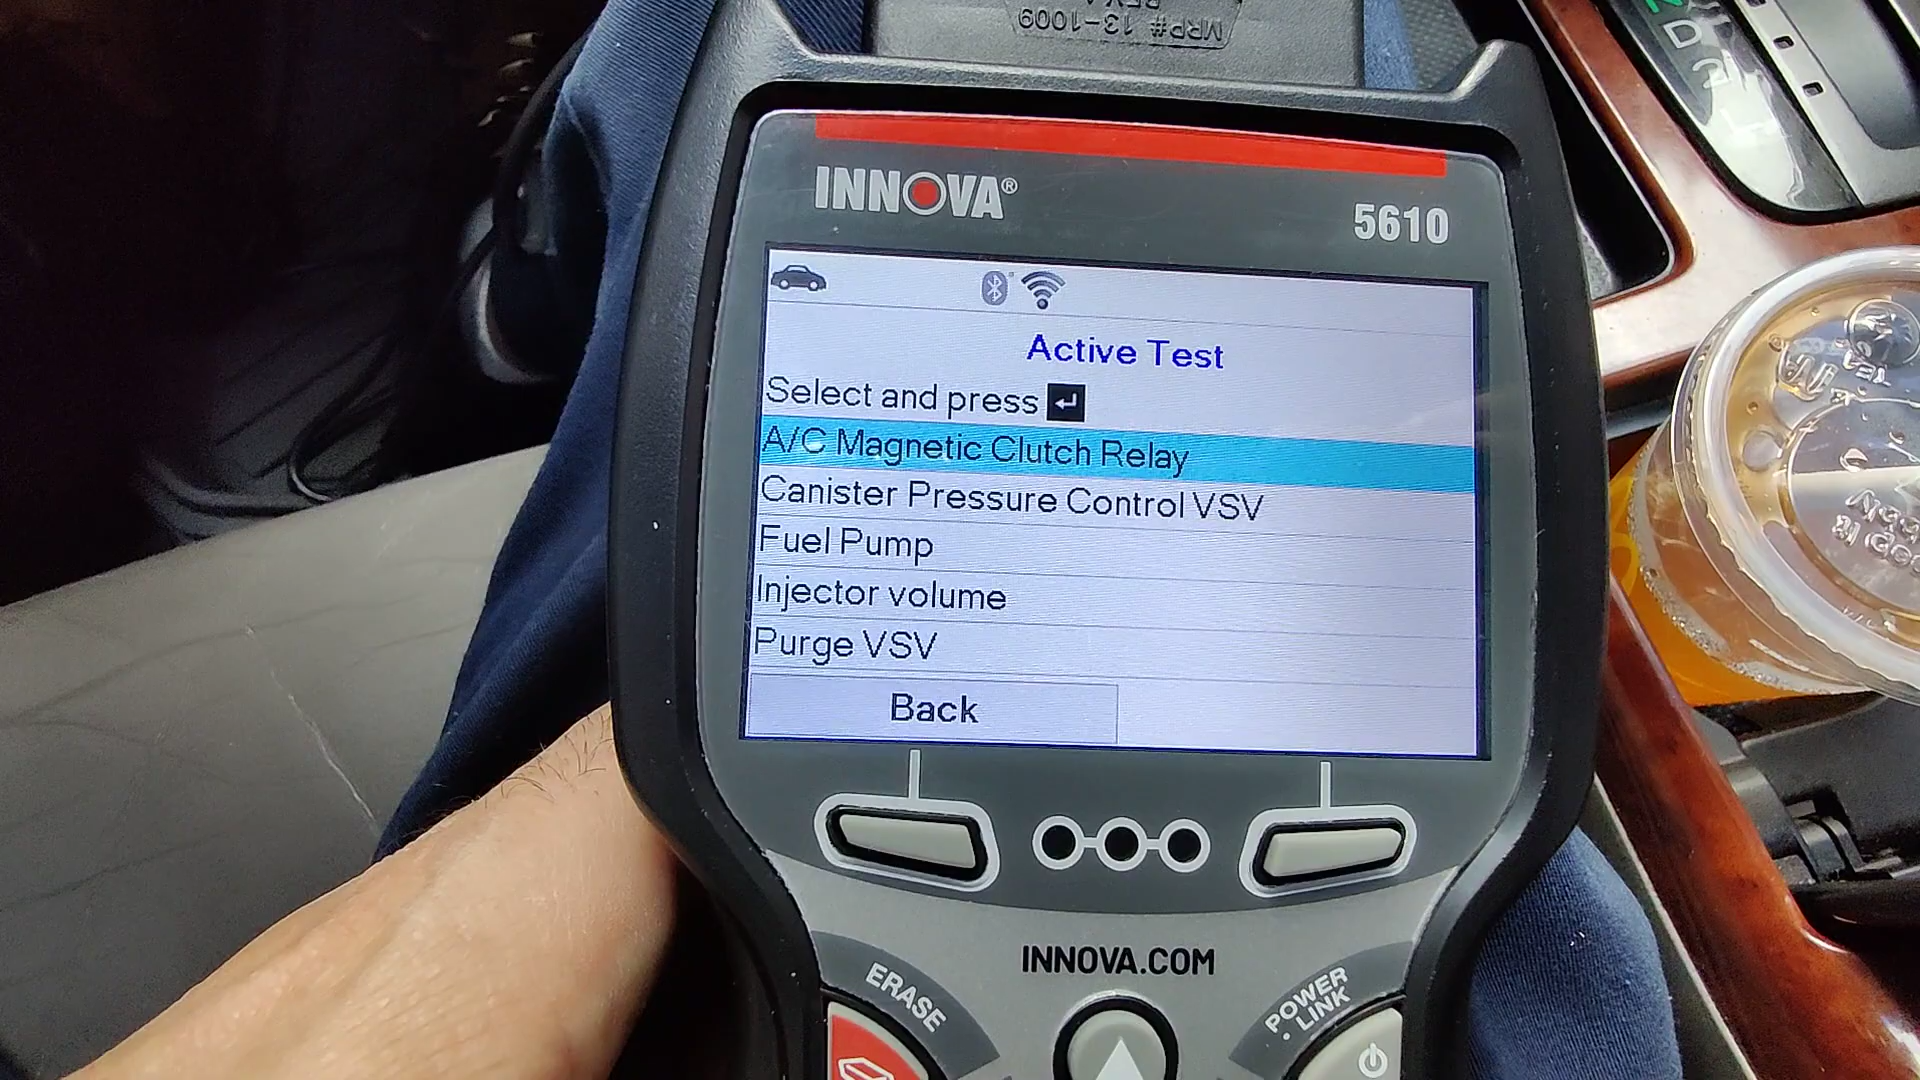 MRP# 13-1009
INNOVA®
5610
Active Test
Select and press
A/C Magnetic Clutch Relay
Canister Pressure Control VSV
Fuel Pump
Injector volume
Purge VSV
Back
INNOVA.COM
ERASE
POWER
LINK
D